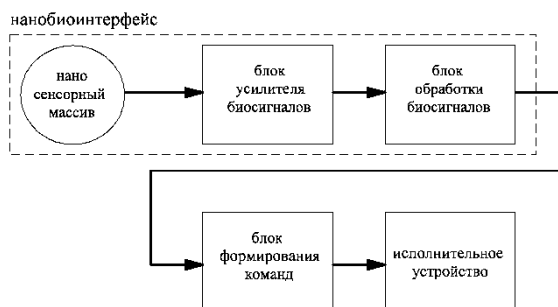 нанобиоинтерфейс
нано
сенсорный
массив
блок
усилителя
биосигналов
блок
обработки
биосигналов
блок
формирования
команд
исполнительное
устройство